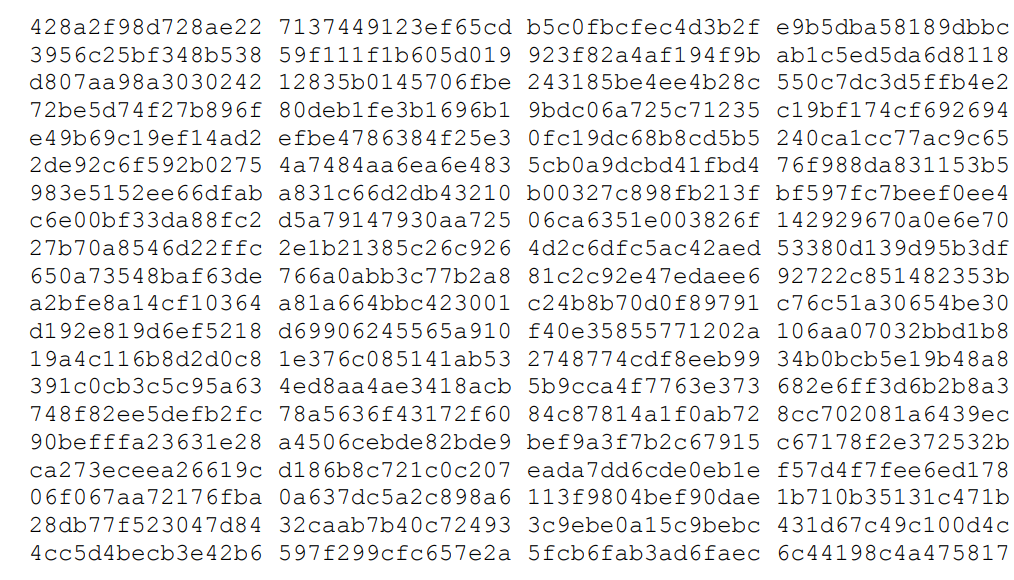 428a2f98d728ae22 7137449123ef65cd b5c0fbcfec4d3b2f e9b5dba58189dbbc
3956c25bf348b538 59f111f1b605d019 923f82a4af194f9b ab1c5ed5da6d8118
d807aa98a3030242 12835b0145706fbe 243185be4ee4b28c 550c7dc3d5ffb4e2
72be5d74f27b896f 80deb1fe3b1696b1 9bdc06a725c71235 c19bf174cf692694
e49b69c19ef14ad2 efbe4786384f25e3 0fc19dc68b8cd5b5 240ca1cc77ac9c65
2de92c6f592b0275 4a7484aa6ea6e483 5cb0a9dcbd41fbd4 76f988da831153b5
983e5152ee66dfab a831c66d2db43210 b00327c898fb213f bf597fc7beef0ee4
c6e00bf33da88fc2 d5a79147930aa725 06ca6351e003826f 142929670a0e6e70
27b70a8546d22ffc 2e1b21385c26c926 4d2c6dfc5ac42aed 53380d139d95b3df
650a73548baf63de 766a0abb3c77b2a8 81c2c92e47edaee6 92722c851482353b
a2bfe8a14cf10364 a81a664bbc423001 c24b8b70d0f89791 c76c51a30654be30
d192e819d6ef5218 d69906245565a910 f40e35855771202a 106aa07032bbd1b8
19a4c116b8d2d0c8 1e376c085141ab53 2748774cdf8eeb99 34b0bcb5e19b48a8
391c0cb3c5c95a63 4ed8aa4ae3418acb 5b9cca4f7763e373 682e6ff3d6b2b8a3
748f82ee5defb2fc 78a5636f43172f60 84c87814a1f0ab72 8cc702081a6439ec
90befffa23631e28 a4506cebde82bde9 bef9a3f7b2c67915 c67178f2e372532b
ca273eceea26619c d186b8c721c0c207 eada7dd6cde0eb1e f57d4f7fee6ed178
06f067aa72176fba 0a637dc5a2c898a6 113f9804bef90dae 1b710b35131c471b
28db77f523047d84 32caab7b40c72493 3c9ebe0a15c9bebc 431d67c49c100d4c
4cc5d4becb3e42b6 597f299cfc657e2a 5fcb6fab3ad6faec 6c44198c4a475817